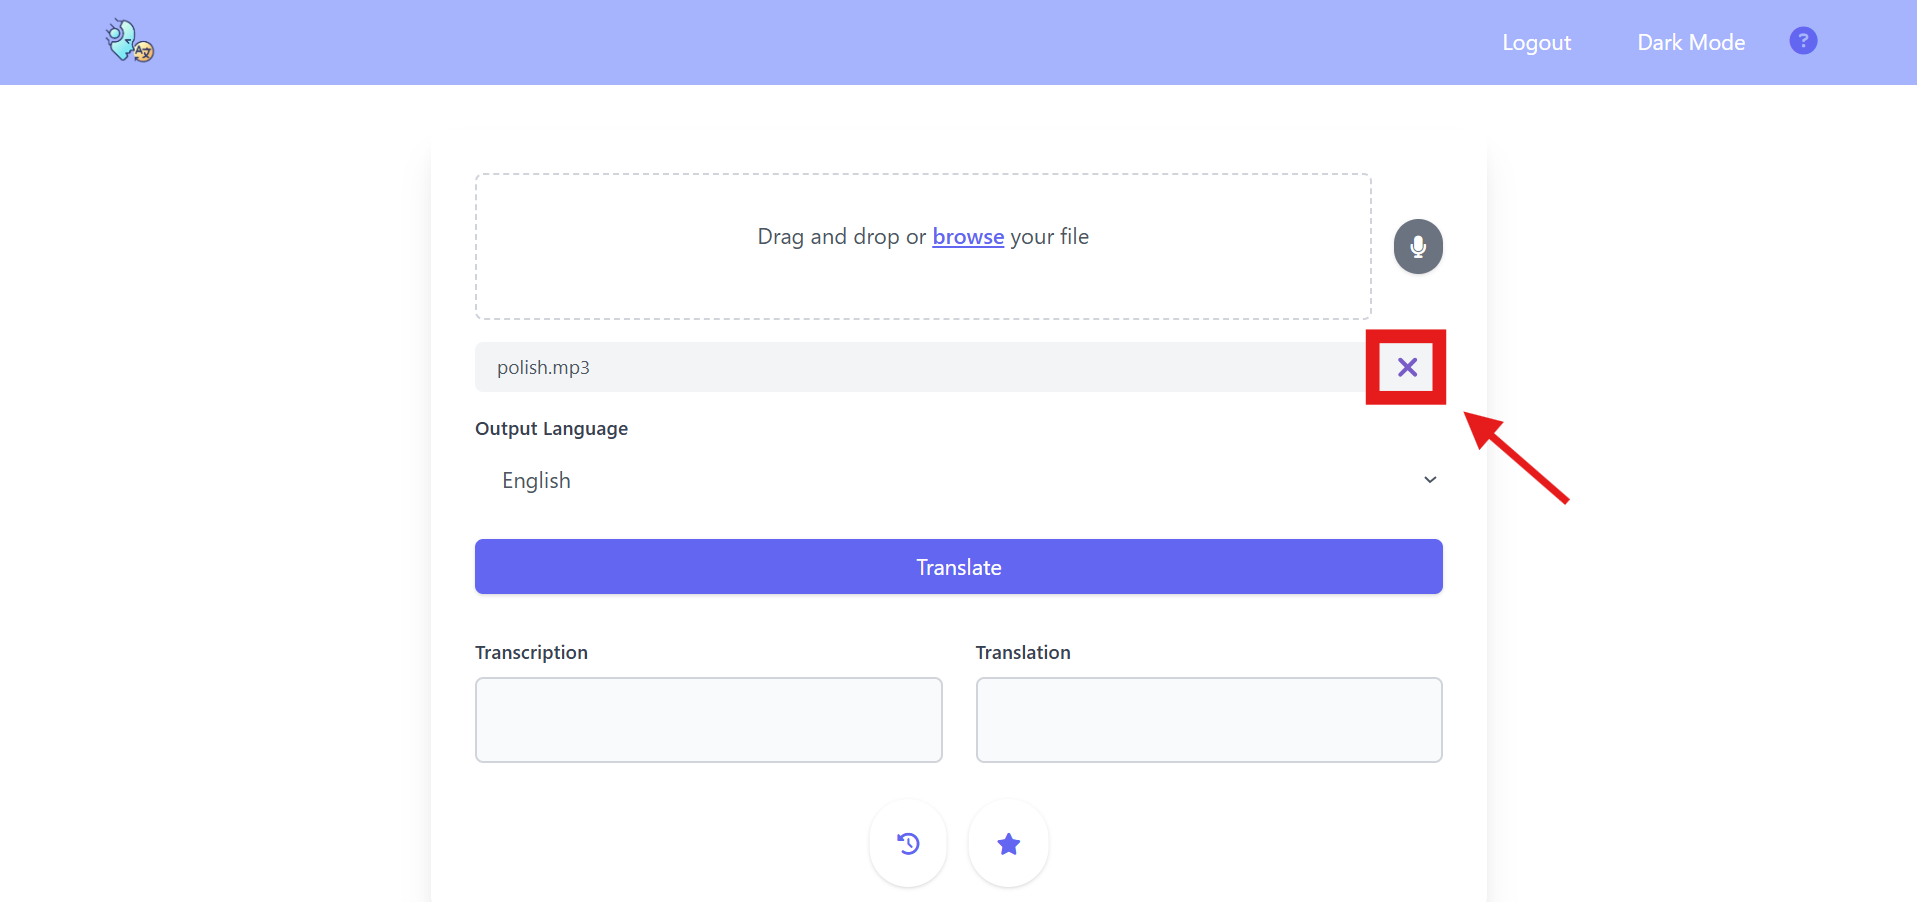 Logout Dark Mode ?
Drag and drop or browse your file
polish.mp3
Output Language
English
Translate
Transcription Translation